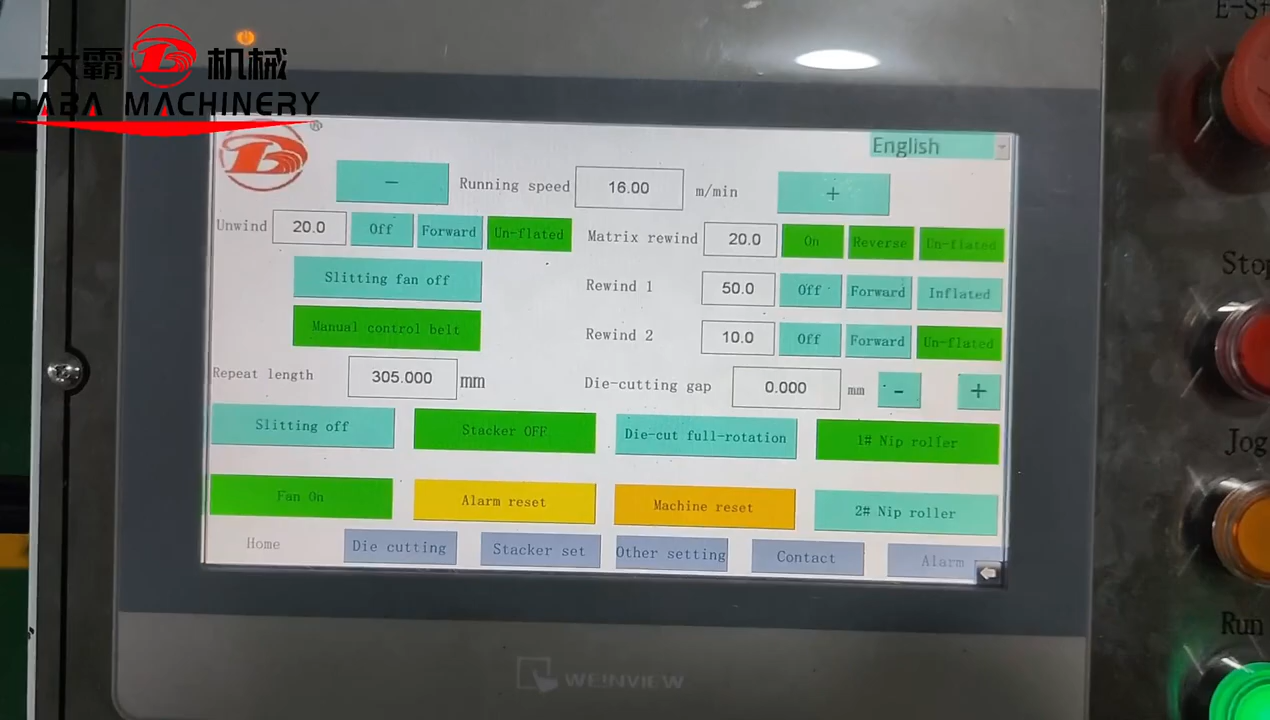 大霸机械
DABA MACHINERY
E-St
®
English
− Running speed 16.00 m/min +
Unwind 20.0 Off Forward Un-flated
Matrix rewind 20.0 On Reverse Un-flated
Slitting fan off
Rewind 1 50.0 Off Forward Inflated
Stop
Manual control belt
Rewind 2 10.0 Off Forward Un-flated
Repeat length 305.000 mm
Die-cutting gap 0.000 mm - +
Slitting off
Stacker OFF
Die-cut full-rotation
1# Nip roller
Jog
Fan On
Alarm reset
Machine reset
2# Nip roller
Home
Die cutting
Stacker set
Other setting
Contact
Alarm
Run
WEINVIEW